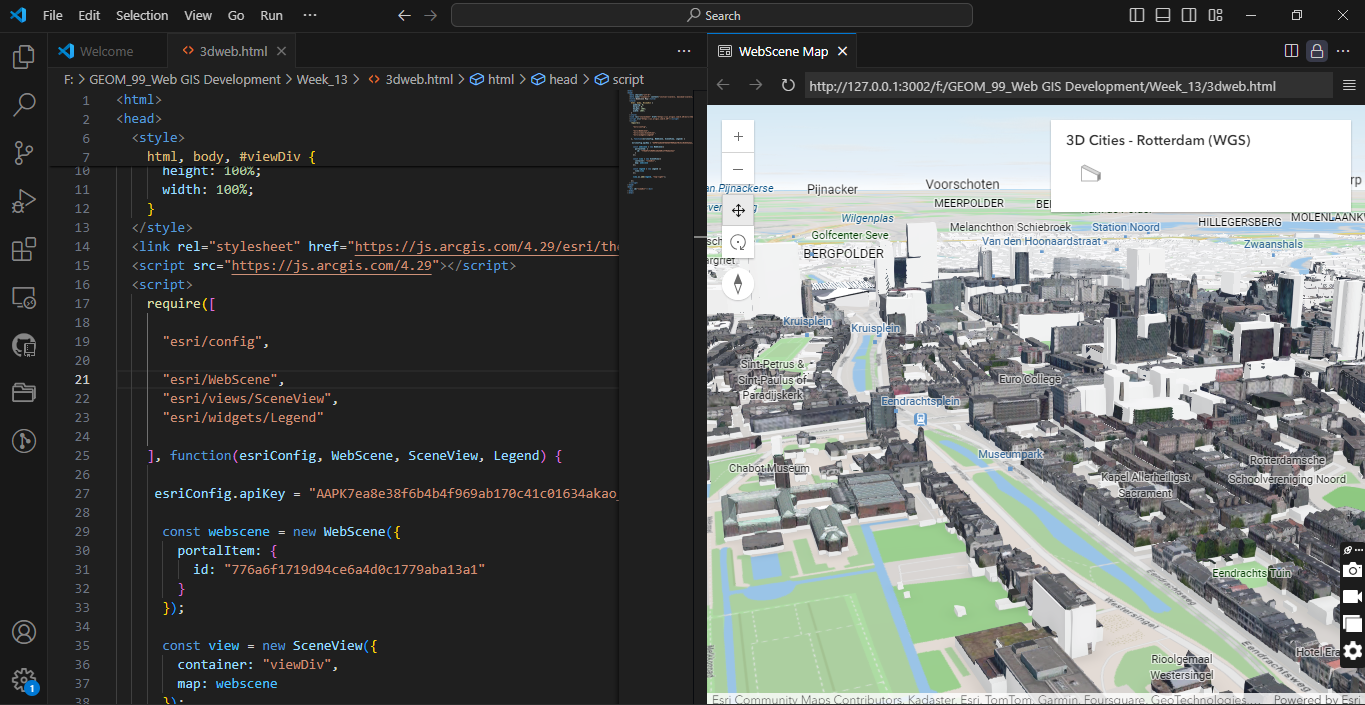 File Edit Selection View Go Run ··· Search
Welcome 3dweb.html
F: > GEOM_99_Web GIS Development > Week_13 > 3dweb.html > html > head > script
1 <html>
2 <head>
6 <style>
7 html, body, #viewDiv {
10 height: 100%;
11 width: 100%;
12 }
13 </style>
14 <link rel="stylesheet" href="https://js.arcgis.com/4.29/esri/the
15 <script src="https://js.arcgis.com/4.29"></script>
16 <script>
17 require([
18
19 "esri/config",
20
21 "esri/WebScene",
22 "esri/views/SceneView",
23 "esri/widgets/Legend"
24
25 ], function(esriConfig, WebScene, SceneView, Legend) {
26
27 esriConfig.apiKey = "AAPK7ea8e38f6b4b4f969ab170c41c01634akao_
28
29 const webscene = new WebScene({
30 portalItem: {
31 id: "776a6f1719d94ce6a4d0c1779aba13a1"
32 }
33 });
34
35 const view = new SceneView({
36 container: "viewDiv",
37 map: webscene
38 });
1
WebScene Map
http://127.0.0.1:3002/f:/GEOM_99_Web GIS Development/Week_13/3dweb.html
3D Cities - Rotterdam (WGS)
Pijnackerse
Pijnacker
Voorschoten
MEERPOLDER
Wilgenplas
HILLEGERSBERG
MOLENLAANK
Golfcenter Seve
Melanchthon Schiebroek
Station Noord
Van den Hoonaardstraat
Zwaanshals
BERGPOLDER
Kruisplein
Kruisplein
Sint-Petrus &
Sint-Paulus of
Paradijskerk
Euro College
Eendrachtsplein
Museumpark
Chabot Museum
Kapel Allerheiligst
Sacrament
Rotterdamsche
Schoolvereniging Noord
Eendrachts Tuin
Eendrachtsweg
Westersingel
Eendrachtsweg
Hotel Era
Rioolgemaal
Westersingel
Esri Community Maps Contributors, Kadaster, Esri, TomTom, Garmin, Foursquare, GeoTechnologies,... Powered by Esri